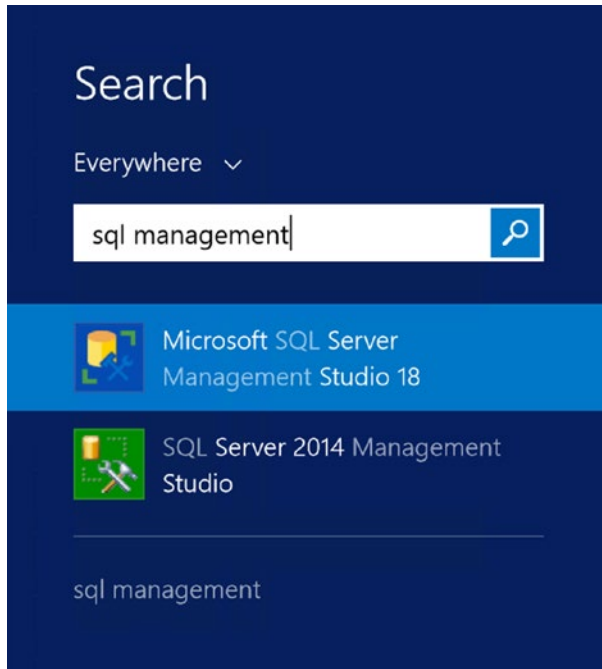 Search
Everywhere
sql management
Microsoft SQL Server
Management Studio 18
SQL Server 2014 Management
Studio
sql management